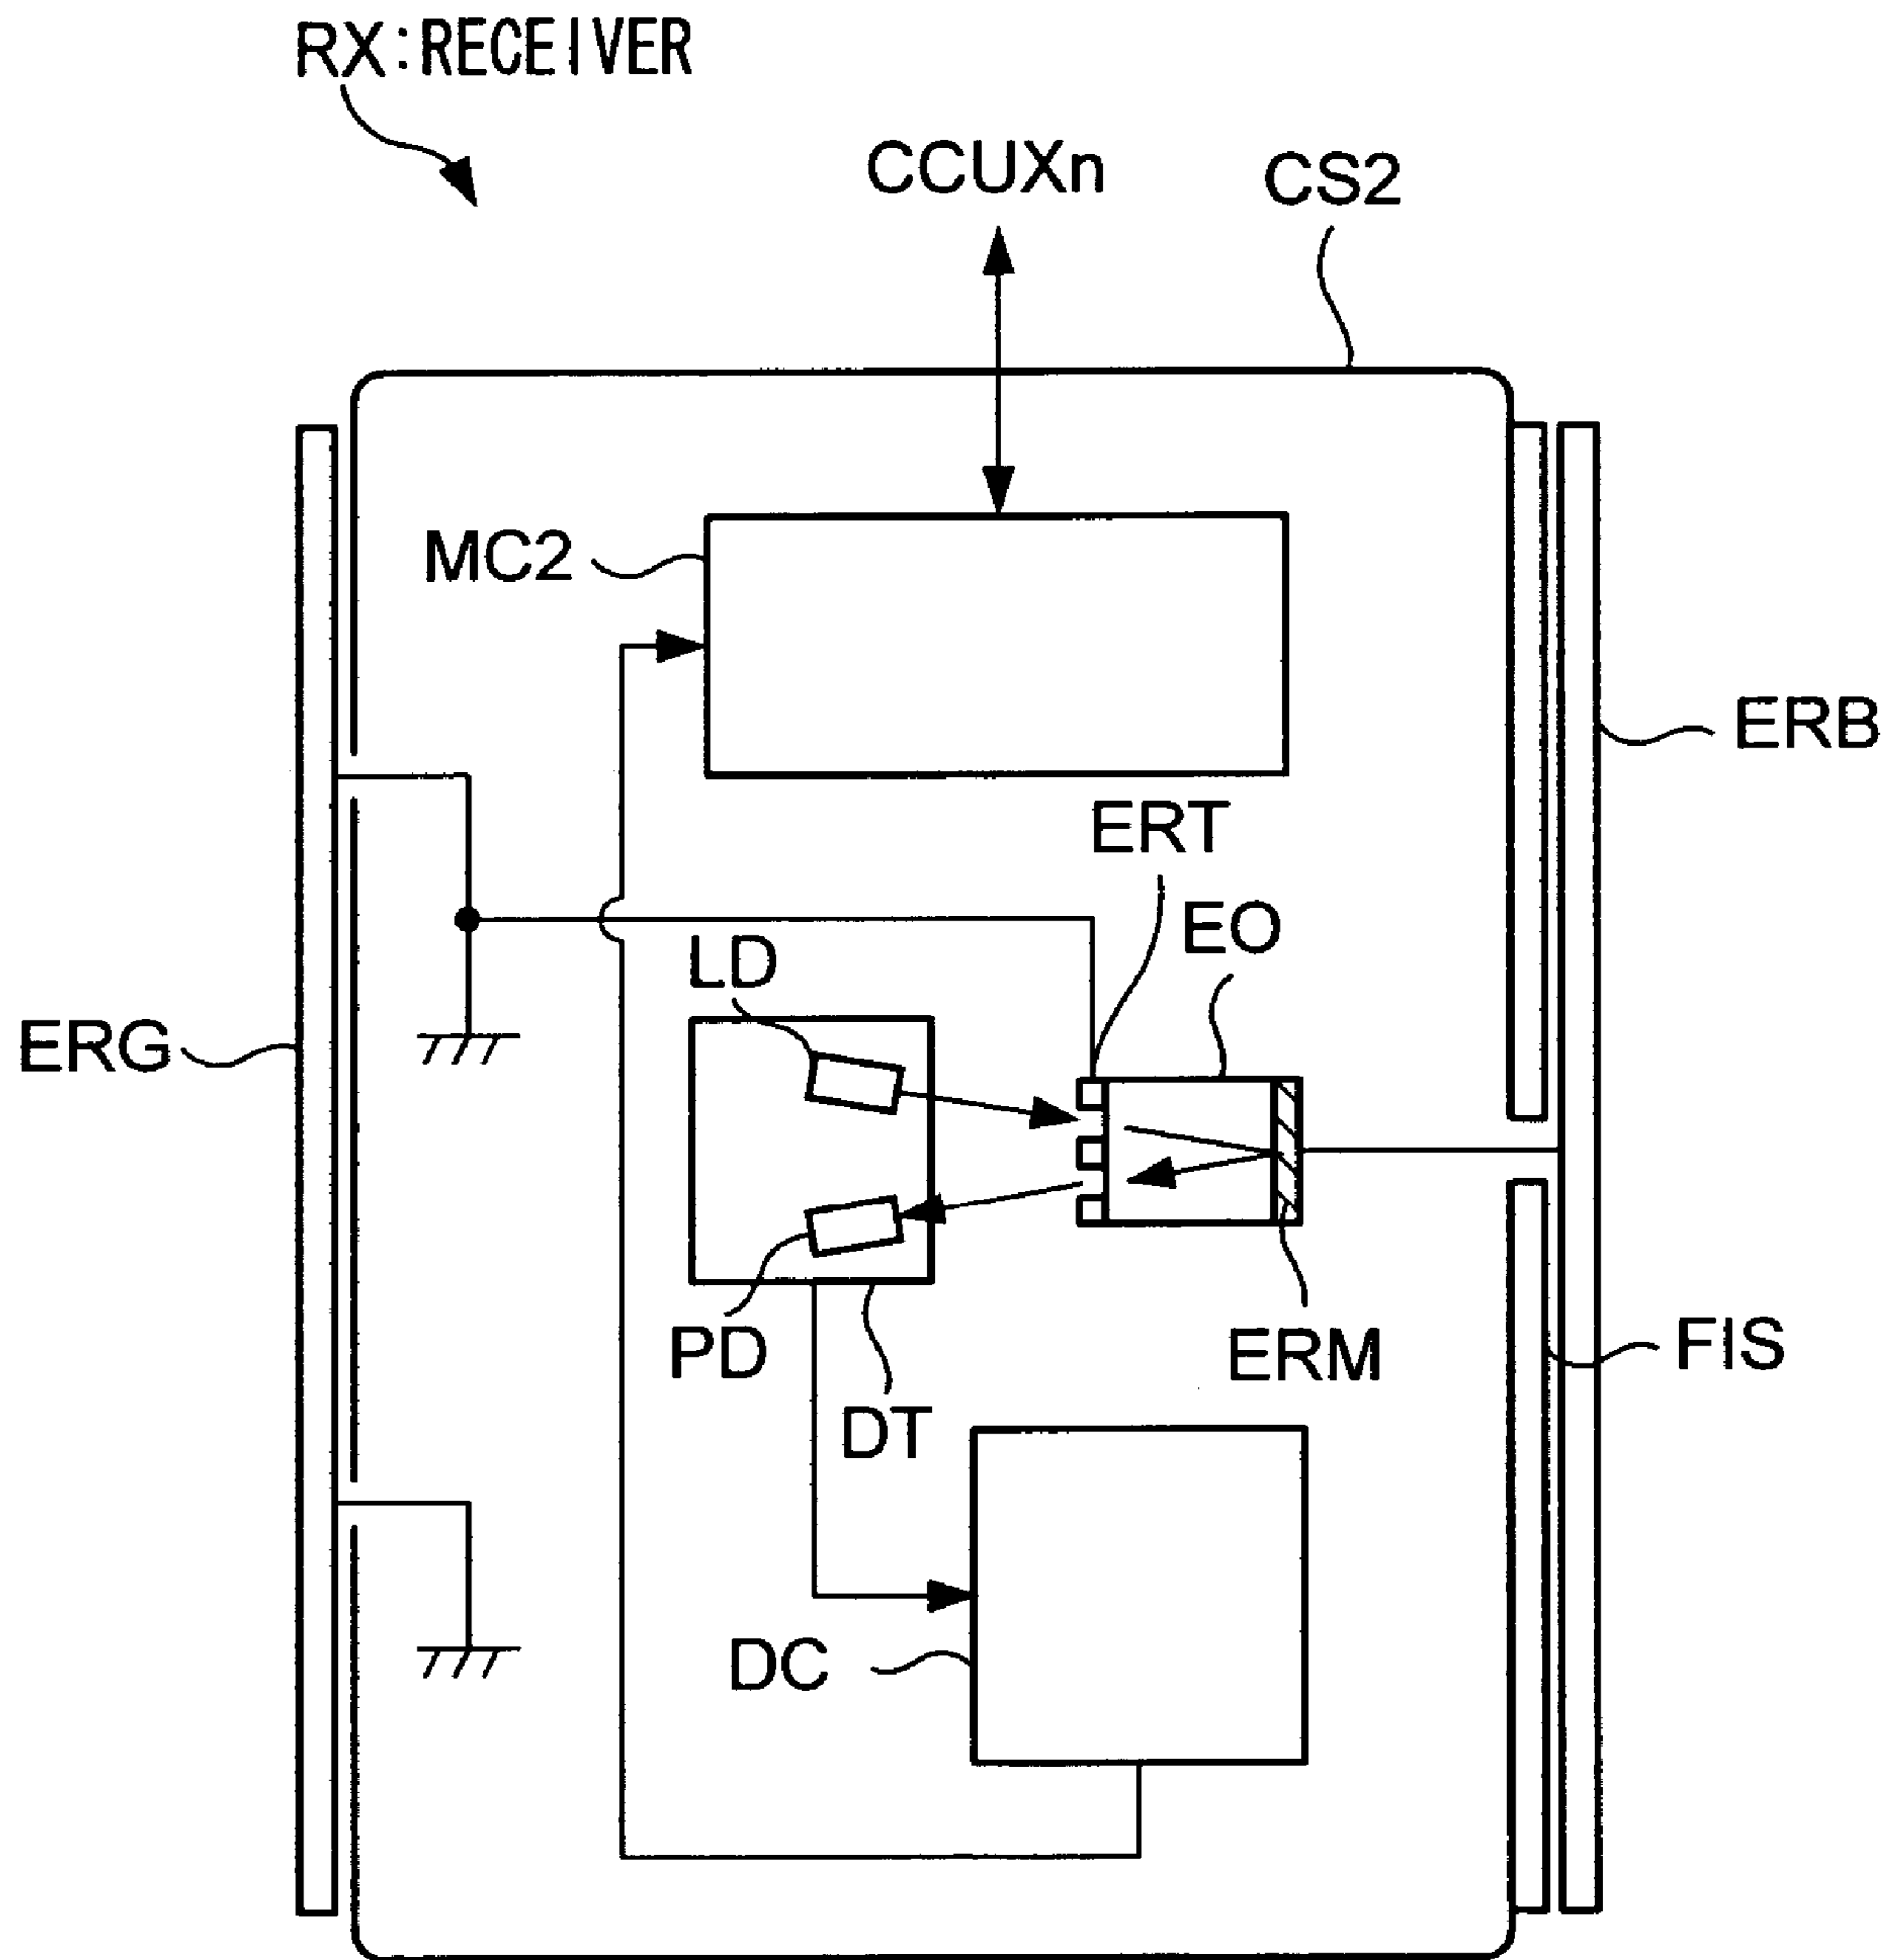 RX:RECEIVER
CCUXn
CS2
MC2
ERB
ERT
EO
LD
ERG
PD
ERM
FIS
DT
DC